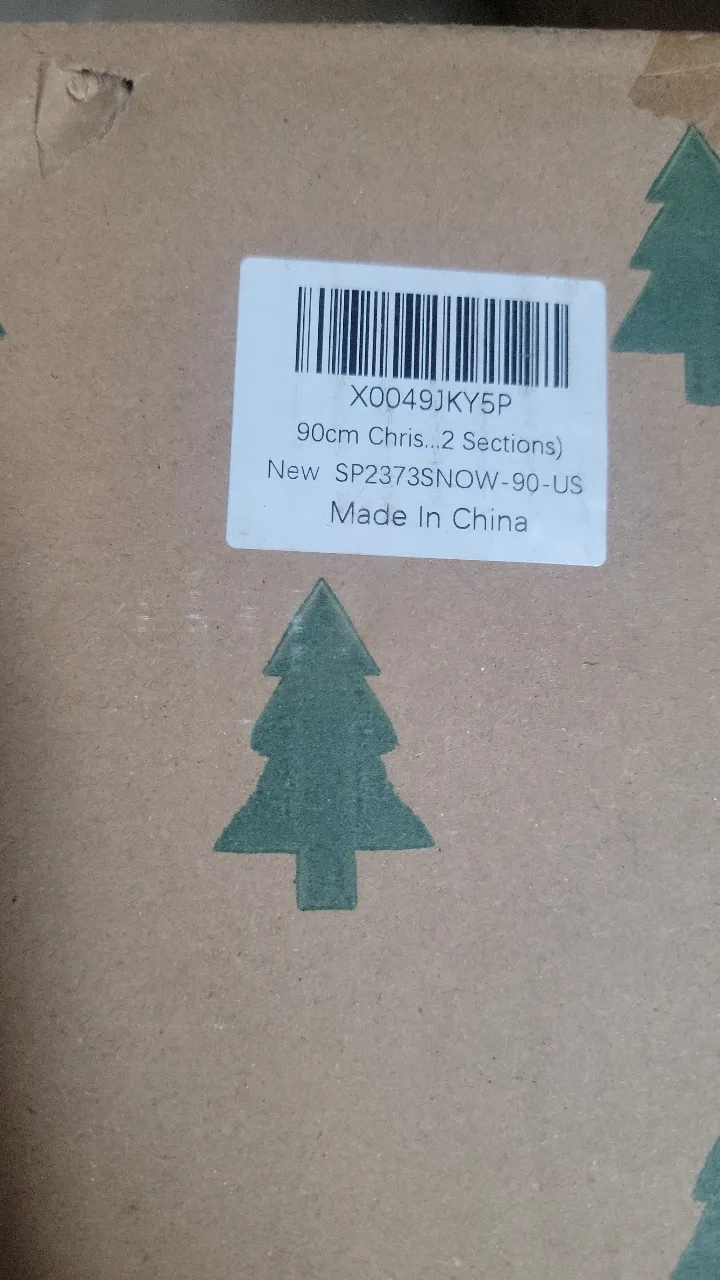 X0049JKY5P
90cm Chris...2 Sections)
New SP2373SNOW-90-US
Made In China